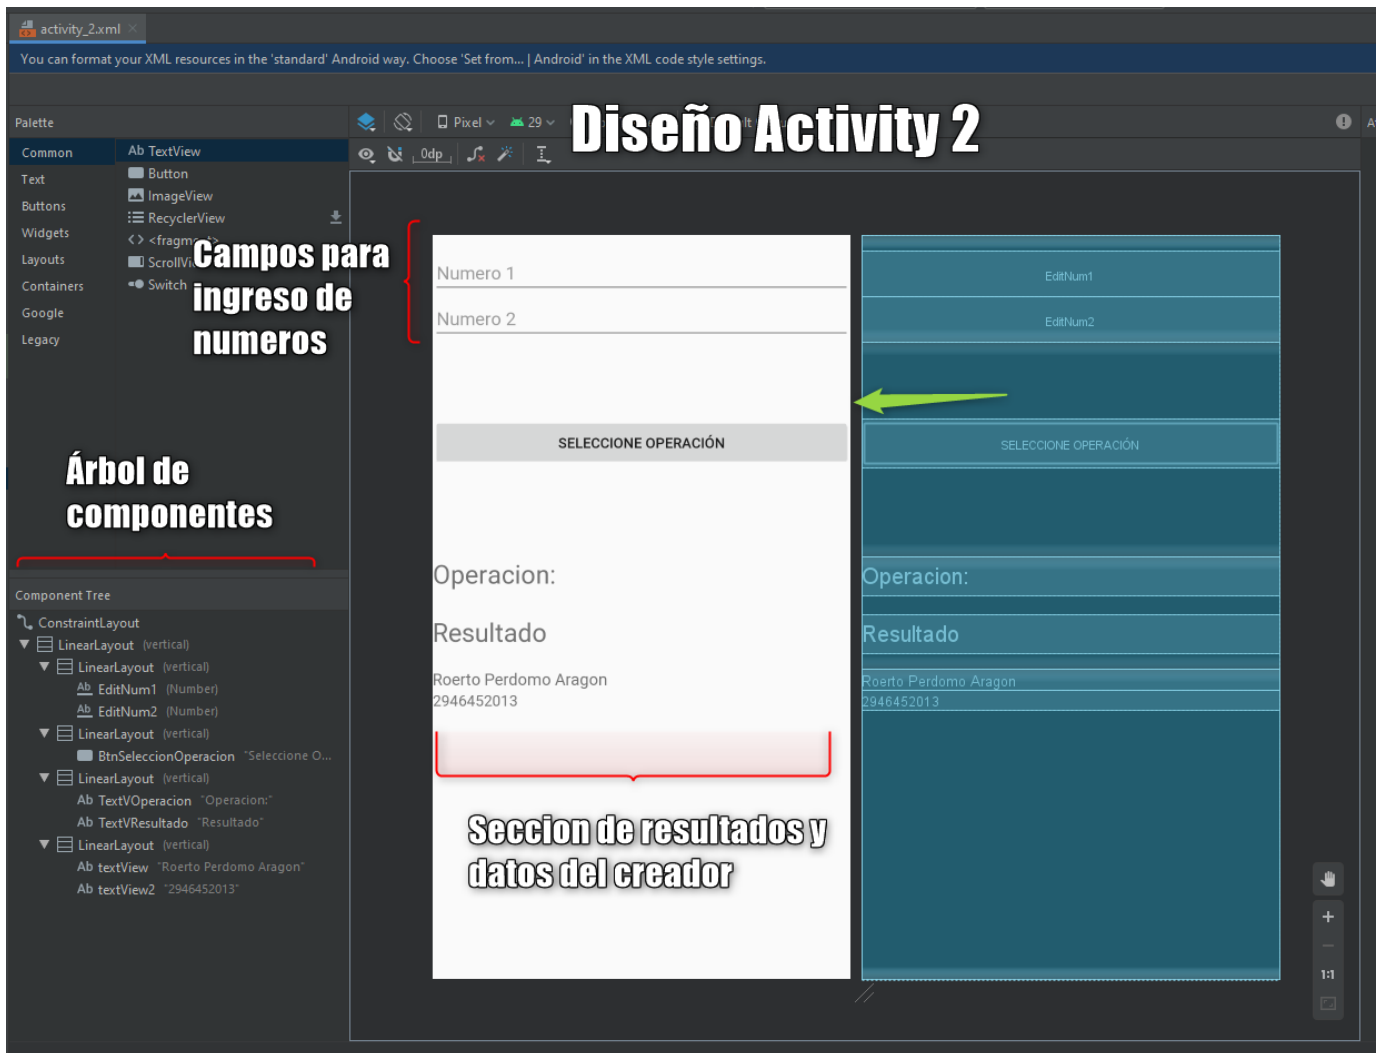 activity_2.xml
You can format your XML resources in the 'standard' Android way. Choose 'Set from... | Android' in the XML code style settings.
Diseño Activity 2
Palette
Pixel
29
Common
Text
Buttons
Widgets
Layouts
Containers
Google
Legacy
Ab TextView
Button
ImageView
RecyclerView
<fragment>
ScrollVi
Switch
0dp
Campos para
ingreso de
numeros
Numero 1
Numero 2
SELECCIONE OPERACIÓN
Operacion:
Resultado
Roerto Perdomo Aragon
2946452013
Seccion de resultados y
datos del creador
EditNum1
EditNum2
SELECCIONE OPERACIÓN
Operacion:
Resultado
Roerto Perdomo Aragon
2946452013
Árbol de
componentes
Component Tree
ConstraintLayout
LinearLayout (vertical)
LinearLayout (vertical)
Ab EditNum1 (Number)
Ab EditNum2 (Number)
LinearLayout (vertical)
BtnSeleccionOperacion "Seleccione O...
LinearLayout (vertical)
Ab TextVOperacion "Operacion:"
Ab TextVResultado "Resultado"
LinearLayout (vertical)
Ab textView "Roerto Perdomo Aragon"
Ab textView2 "2946452013"
1:1